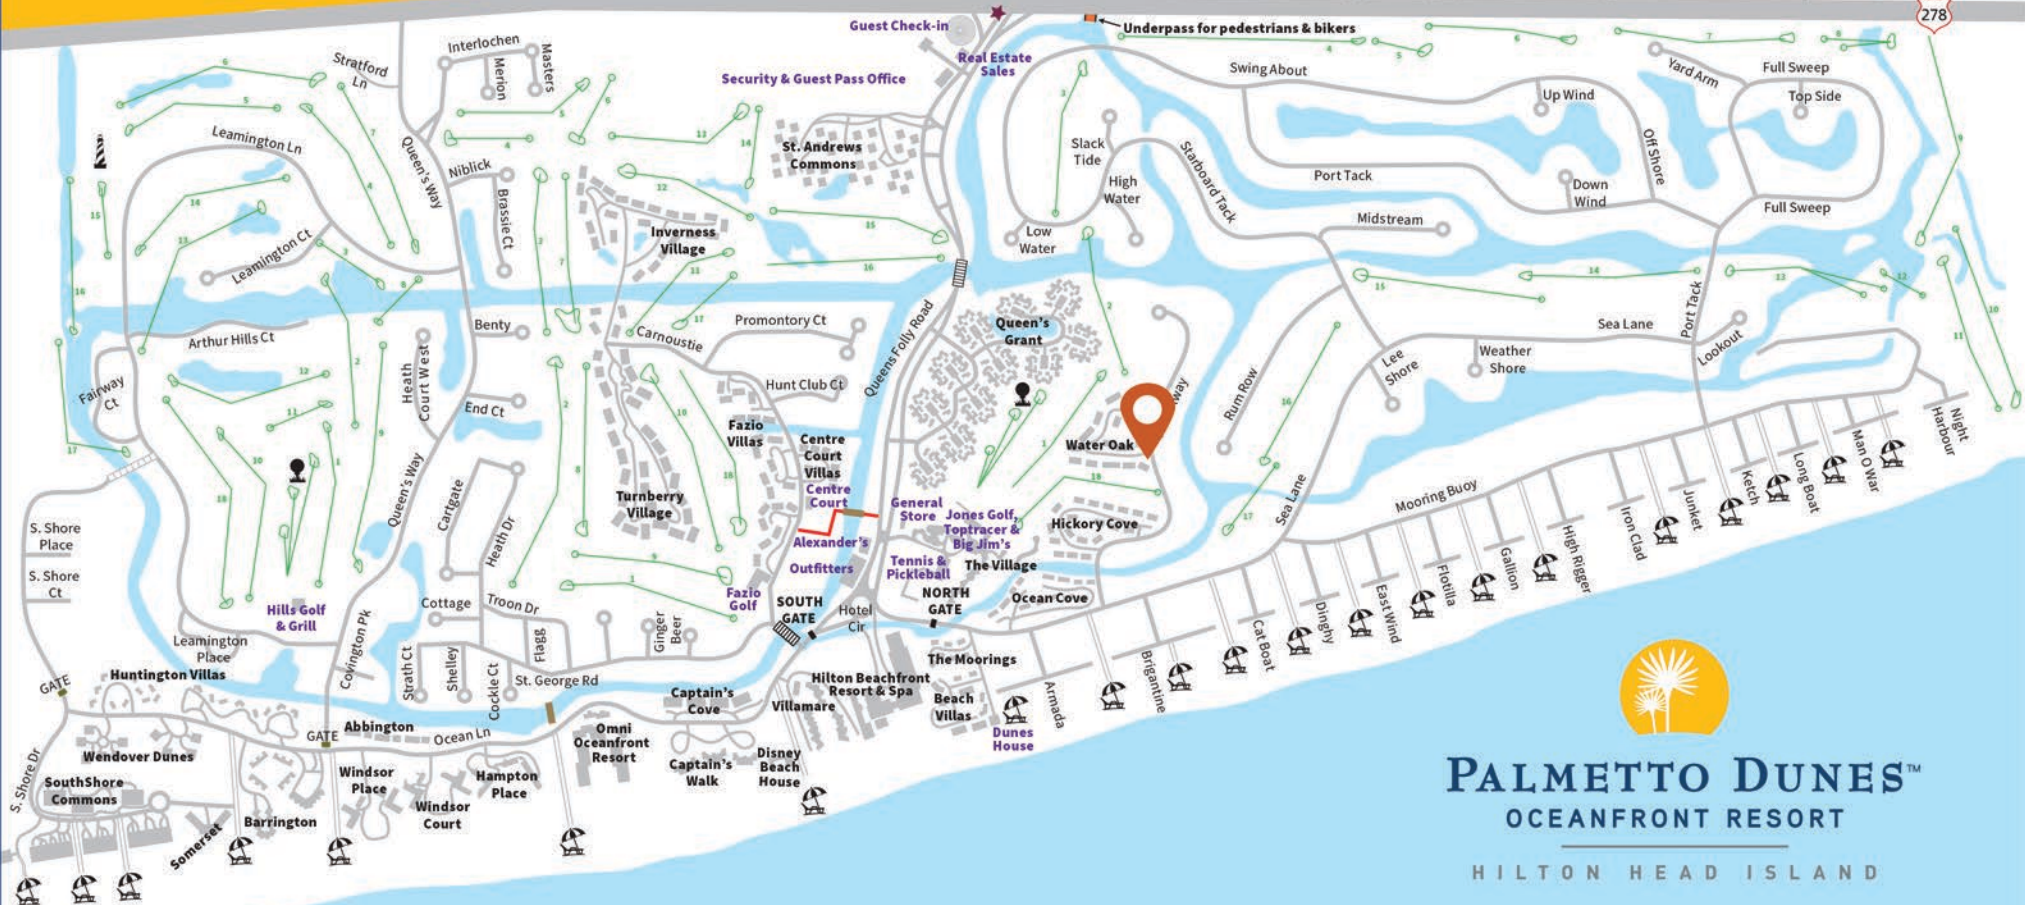 278
Guest Check-in
Underpass for pedestrians & bikers
Real Estate
Sales
Security & Guest Pass Office
Interlochen
Masters
Merion
Stratford
Ln
Swing About
Yard Arm
Full Sweep
Top Side
Up Wind
Off Shore
Leamington Ln
Queen's Way
Niblick
Brassie Ct
St. Andrews
Commons
Slack
Tide
High
Water
Starboard Tack
Port Tack
Down
Wind
Full Sweep
Midstream
Low
Water
Inverness
Village
Leamington Ct
Arthur Hills Ct
Benty
Carnoustie
Promontory Ct
Queens Folly Road
Queen's
Grant
Sea Lane
Port Tack
Lookout
Lee
Shore
Weather
Shore
Rum Row
Fairway
Ct
Heath
Court West
End Ct
Hunt Club Ct
Fazio
Villas
Centre
Court
Villas
Centre
Court
Water Oak
way
Night
Harbour
Man O War
Long Boat
Ketch
Junket
Iron Clad
High Rigger
Gallion
Flotilla
East Wind
Dinghy
Cat Boat
Brigantine
Armada
Mooring Buoy
Sea Lane
Queen's Way
Cartgate
Heath Dr
Turnberry
Village
General
Store
Jones Golf,
Toptracer &
Big Jim's
Hickory Cove
Alexander's
Outfitters
Tennis &
Pickleball
The Village
S. Shore
Place
S. Shore
Ct
Hills Golf
& Grill
Cottage
Troon Dr
Fazio
Golf
SOUTH
GATE
Hotel
Cir
NORTH
GATE
Ocean Cove
Leamington
Place
Covington Pk
Strath Ct
Shelley
Cockle Ct
Flagg
Ginger
Beer
St. George Rd
GATE
Huntington Villas
The Moorings
Hilton Beachfront
Resort & Spa
Captain's
Cove
Villamare
Beach
Villas
Dunes
House
GATE
Abbington
Ocean Ln
Omni
Oceanfront
Resort
Wendover Dunes
S. Shore Dr
SouthShore
Commons
Windsor
Place
Hampton
Place
Windsor
Court
Captain's
Walk
Disney
Beach
House
Barrington
Somerset
PALMETTO DUNES™
OCEANFRONT RESORT
HILTON HEAD ISLAND